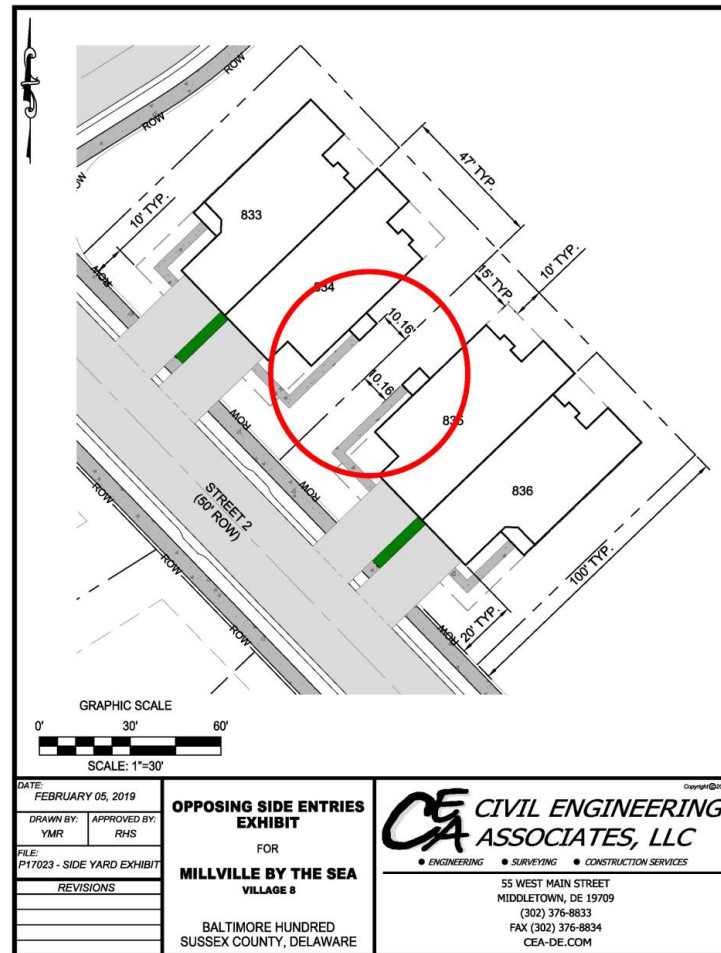 ROW
ROW
ROW
47' TYP.
10' TYP.
833
10' TYP.
15' TYP.
834
ROW
10.16'
10.16'
835
ROW
836
ROW
STREET 2
(50' ROW)
ROW
100' TYP.
ROW
20' TYP.
ROW
ROW
GRAPHIC SCALE
0' 30' 60'
SCALE: 1"=30'
DATE:
FEBRUARY 05, 2019
DRAWN BY:
YMR
APPROVED BY:
RHS
FILE:
P17023 - SIDE YARD EXHIBIT
REVISIONS
OPPOSING SIDE ENTRIES
EXHIBIT
FOR
MILLVILLE BY THE SEA
VILLAGE 8
BALTIMORE HUNDRED
SUSSEX COUNTY, DELAWARE
CEA
CIVIL ENGINEERING
ASSOCIATES, LLC
● ENGINEERING ● SURVEYING ● CONSTRUCTION SERVICES
55 WEST MAIN STREET
MIDDLETOWN, DE 19709
(302) 376-8833
FAX (302) 376-8834
CEA-DE.COM